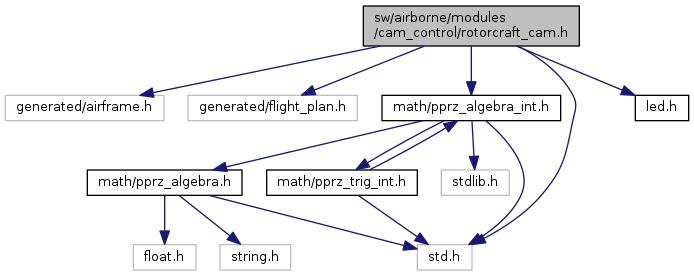 sw/airborne/modules
/cam_control/rotorcraft_cam.h
generated/airframe.h
generated/flight_plan.h
math/pprz_algebra_int.h
led.h
math/pprz_algebra.h
math/pprz_trig_int.h
stdlib.h
float.h
string.h
std.h